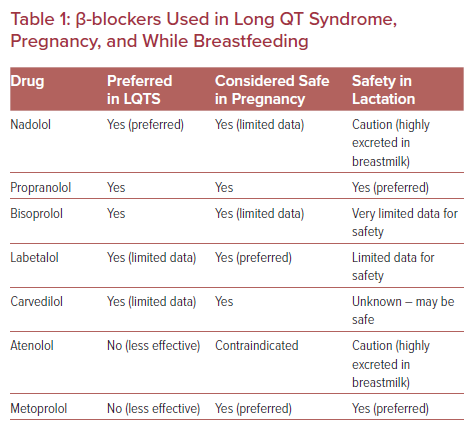 Table 1: β-blockers Used in Long QT Syndrome,
Pregnancy, and While Breastfeeding
Drug Preferred in LQTS Considered Safe in Pregnancy Safety in Lactation
Nadolol Yes (preferred) Yes (limited data) Caution (highly excreted in breastmilk)
Propranolol Yes Yes Yes (preferred)
Bisoprolol Yes Yes (limited data) Very limited data for safety
Labetalol Yes (limited data) Yes (preferred) Limited data for safety
Carvedilol Yes (limited data) Yes Unknown – may be safe
Atenolol No (less effective) Contraindicated Caution (highly excreted in breastmilk)
Metoprolol No (less effective) Yes (preferred) Yes (preferred)